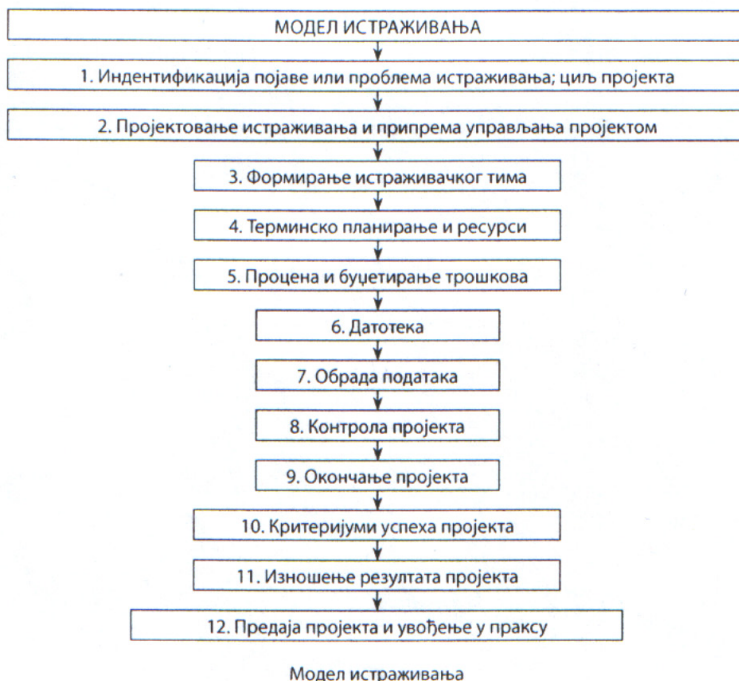 МОДЕЛ ИСТРАЖИВАЊА
1. Индентификација појаве или проблема истраживања; циљ пројекта
2. Пројектовање истраживања и припрема управљања пројектом
3. Формирање истраживачког тима
4. Терминско планирање и ресурси
5. Процена и буџетирање трошкова
6. Датотека
7. Обрада података
8. Контрола пројекта
9. Окончање пројекта
10. Критеријуми успеха пројекта
11. Изношење резултата пројекта
12. Предаја пројекта и увођење у праксу
Модел истраживања